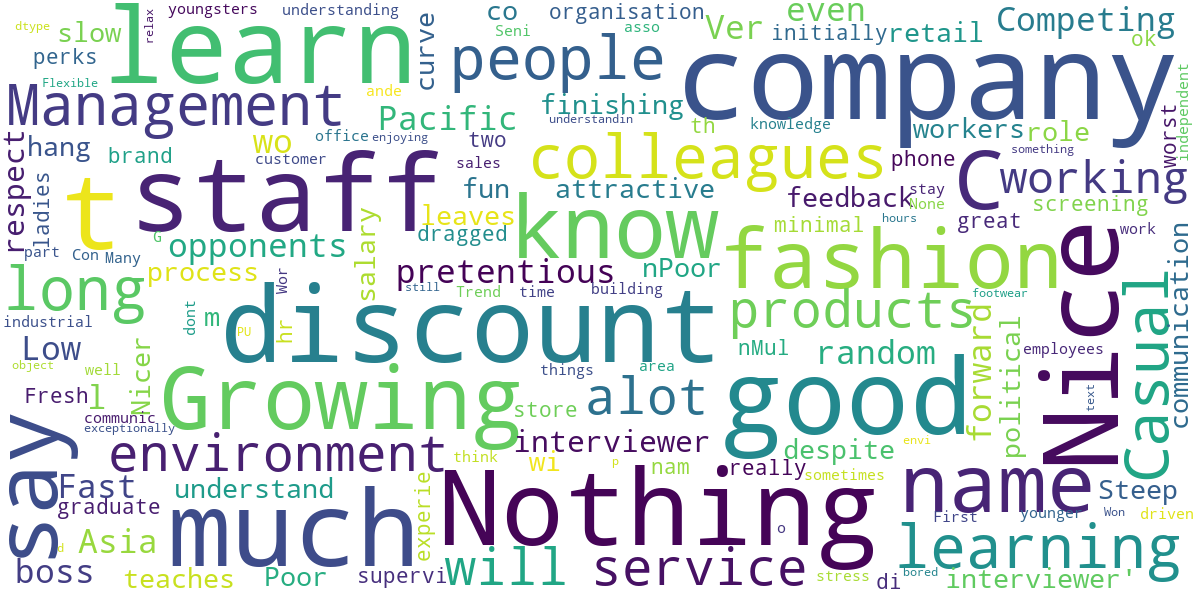 dtype
slow
relax
youngsters
learn
understanding
curve
co
organisation
Seni
asso
Ver
even
initially
retail
Competing
ok
perks
Flexible
people
company
Management
ande
Pacific
finishing
understandin
th
knowledge
workers
role
worst
independent
respect
hang
brand
wo
office
enjoying
two
customer
staff
sales
colleagues
phone
something
C
working
ladies
t
fun
attractive
feedback
stay
None
screening
great
minimal
hours
work
leaves
know
dragged
G
opponents
salary
part
Con
Many
process
Wor
pretentious
nPoor
fashion
Nice
communication
long
still
Trend
time
building
footwear
products
Casual
industrial
dont
m
PU
hr
discount
forward
political
Low
nMul
random
employees
object
well
Nicer
things
area
Fresh
l
Growing
store
alot
good
text
communic
exceptionally
say
environment
interviewer
despite
envi
think
wi
p
nam
really
sometimes
Fast
understand
experie
Nothing
name
Steep
graduate
much
o
First
younger
Won
driven
d
Asia
learning
boss
teaches
Poor
supervi
will
service
stress
di
bored
interviewer'